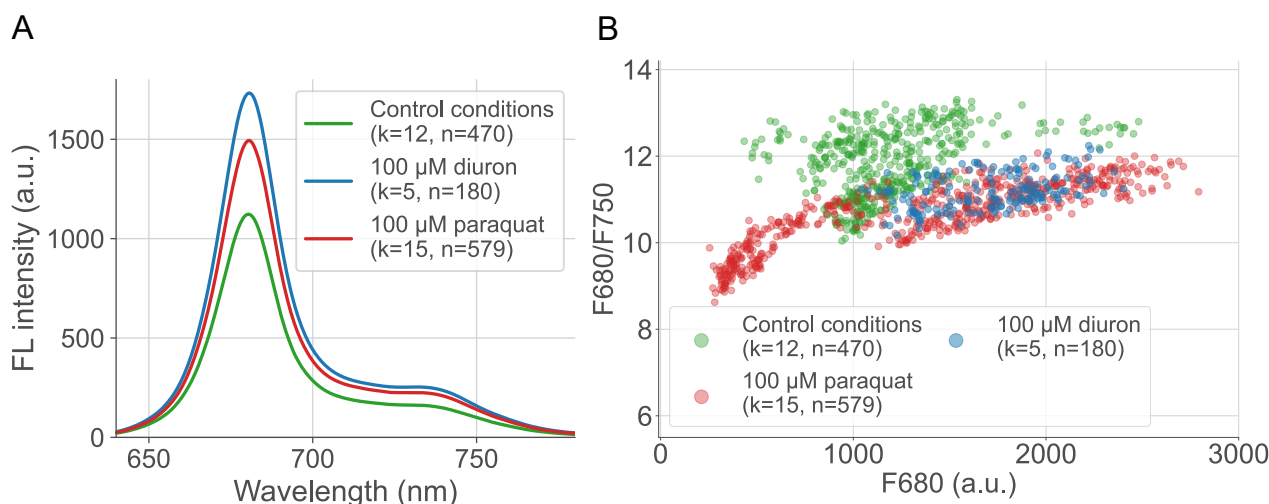 A
FL intensity (a.u.)
1500
1000
500
0
650
700
750
Wavelength (nm)
Control conditions
(k=12, n=470)
100 µM diuron
(k=5, n=180)
100 µM paraquat
(k=15, n=579)
B
F680/F750
14
12
10
8
6
0
1000
2000
3000
F680 (a.u.)
Control conditions
(k=12, n=470)
100 µM paraquat
(k=15, n=579)
100 µM diuron
(k=5, n=180)